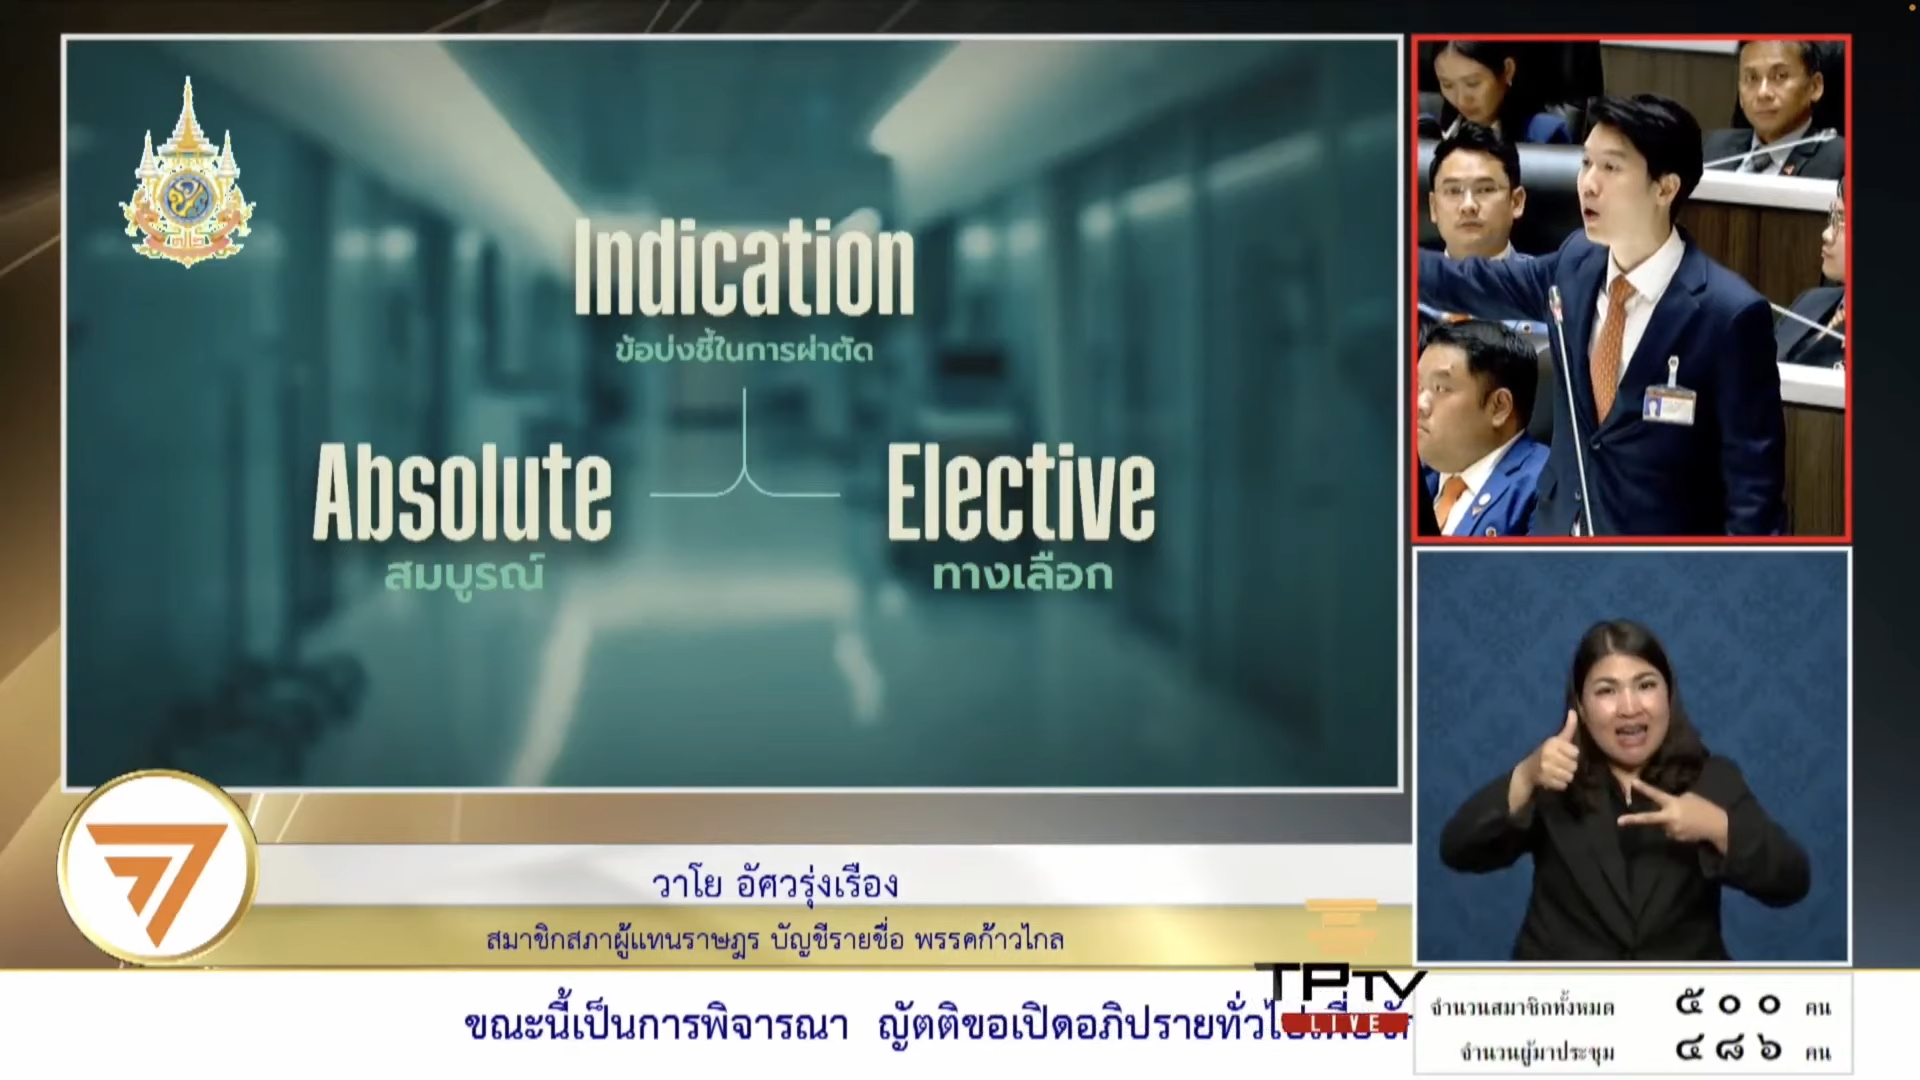 Indication
ข้อบ่งชี้ในการผ่าตัด
Absolute
สมบูรณ์
Elective
ทางเลือก
วาโย อัศวรุ่งเรือง
สมาชิกสภาผู้แทนราษฎร บัญชีรายชื่อ พรรคก้าวไกล
TPTV
LIVE
ขณะนี้เป็นการพิจารณา ญัตติขอเปิดอภิปรายทั่วไปเพื่อ
จำนวนสมาชิกทั้งหมด ๕๐๐ คน
จำนวนผู้มาประชุม ๔๘๖ คน